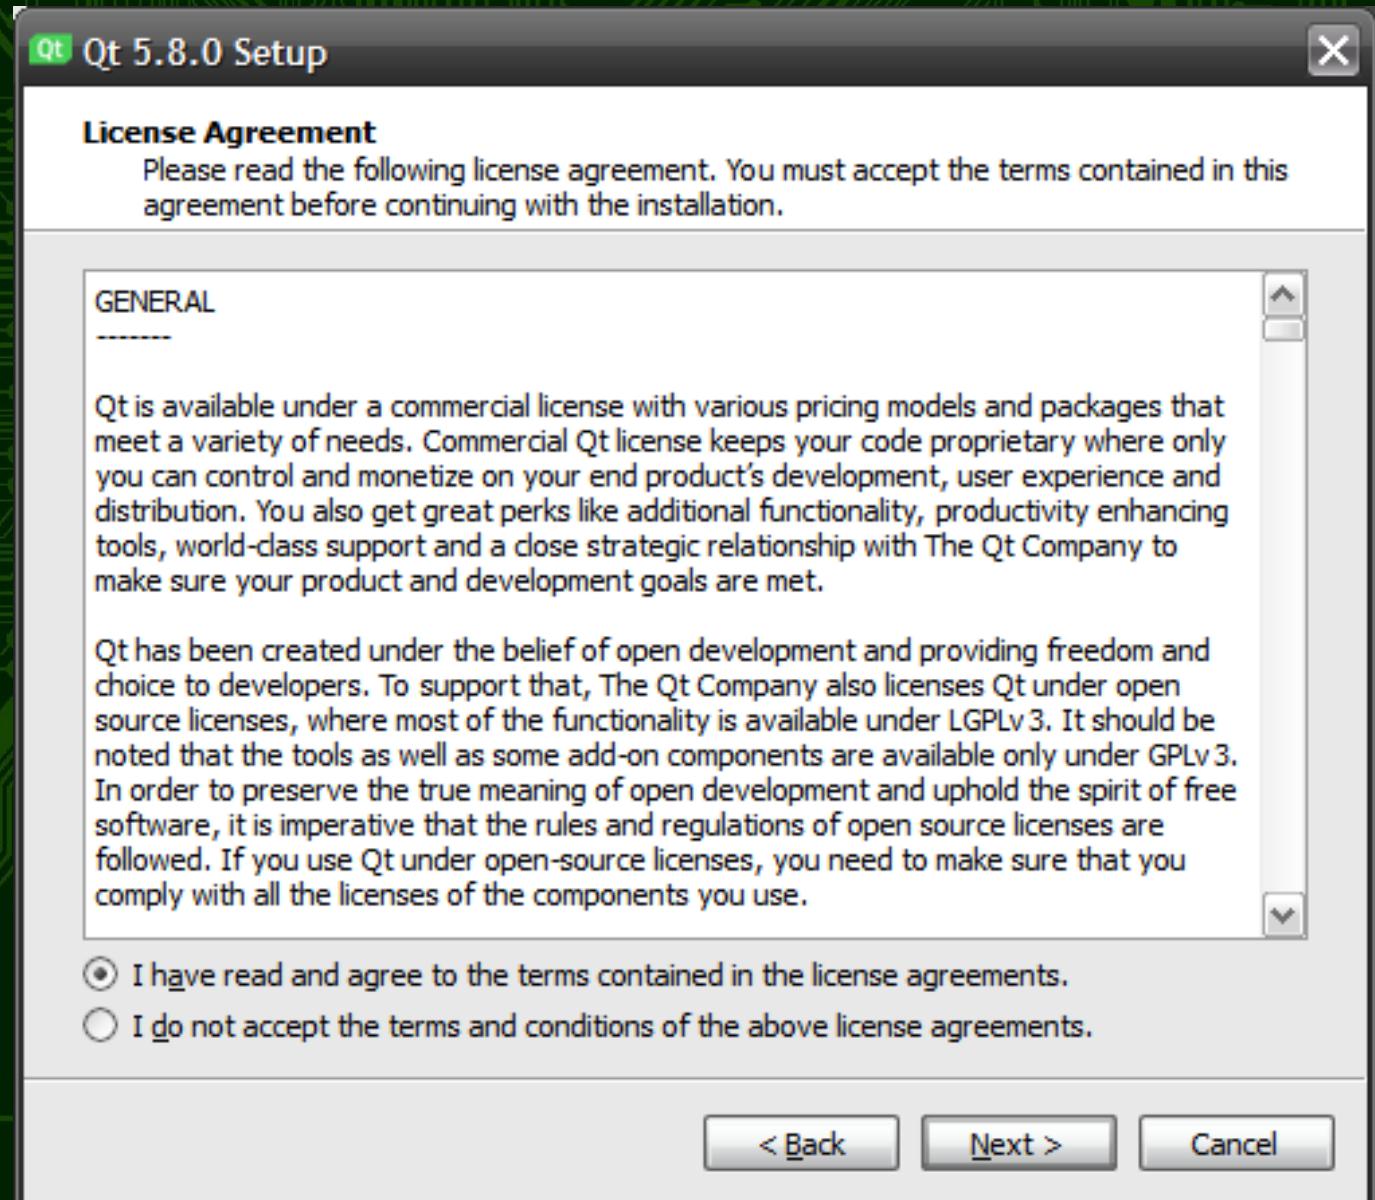 Qt Qt 5.8.0 Setup
License Agreement
Please read the following license agreement. You must accept the terms contained in this
agreement before continuing with the installation.
GENERAL
-------
Qt is available under a commercial license with various pricing models and packages that
meet a variety of needs. Commercial Qt license keeps your code proprietary where only
you can control and monetize on your end product’s development, user experience and
distribution. You also get great perks like additional functionality, productivity enhancing
tools, world-class support and a close strategic relationship with The Qt Company to
make sure your product and development goals are met.
Qt has been created under the belief of open development and providing freedom and
choice to developers. To support that, The Qt Company also licenses Qt under open
source licenses, where most of the functionality is available under LGPLv3. It should be
noted that the tools as well as some add-on components are available only under GPLv3.
In order to preserve the true meaning of open development and uphold the spirit of free
software, it is imperative that the rules and regulations of open source licenses are
followed. If you use Qt under open-source licenses, you need to make sure that you
comply with all the licenses of the components you use.
I have read and agree to the terms contained in the license agreements.
I do not accept the terms and conditions of the above license agreements.
< Back Next > Cancel